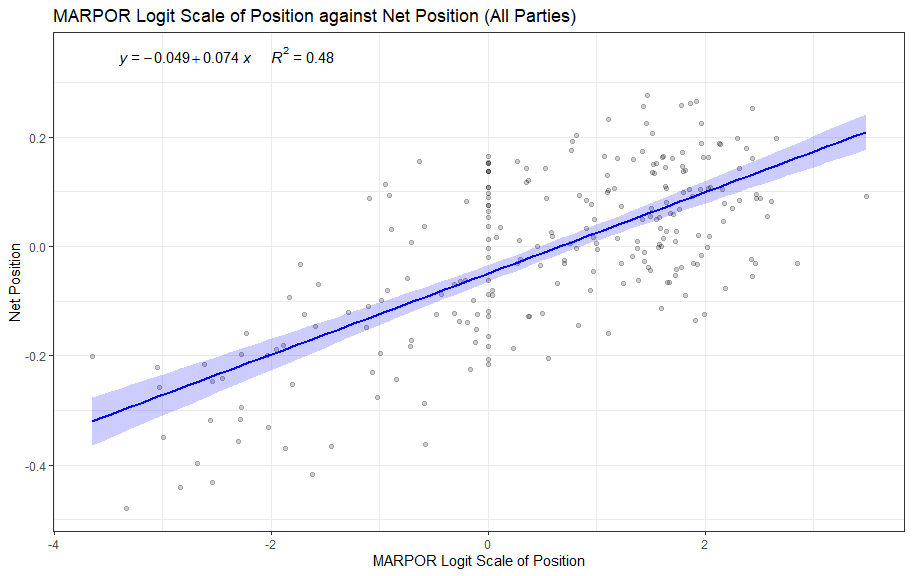 MARPOR Logit Scale of Position against Net Position (All Parties)
y = −0.049+0.074 x R2 = 0.48
0.2
0.0
-0.2
-0.4
Net Position
-4 -2 0 2
MARPOR Logit Scale of Position